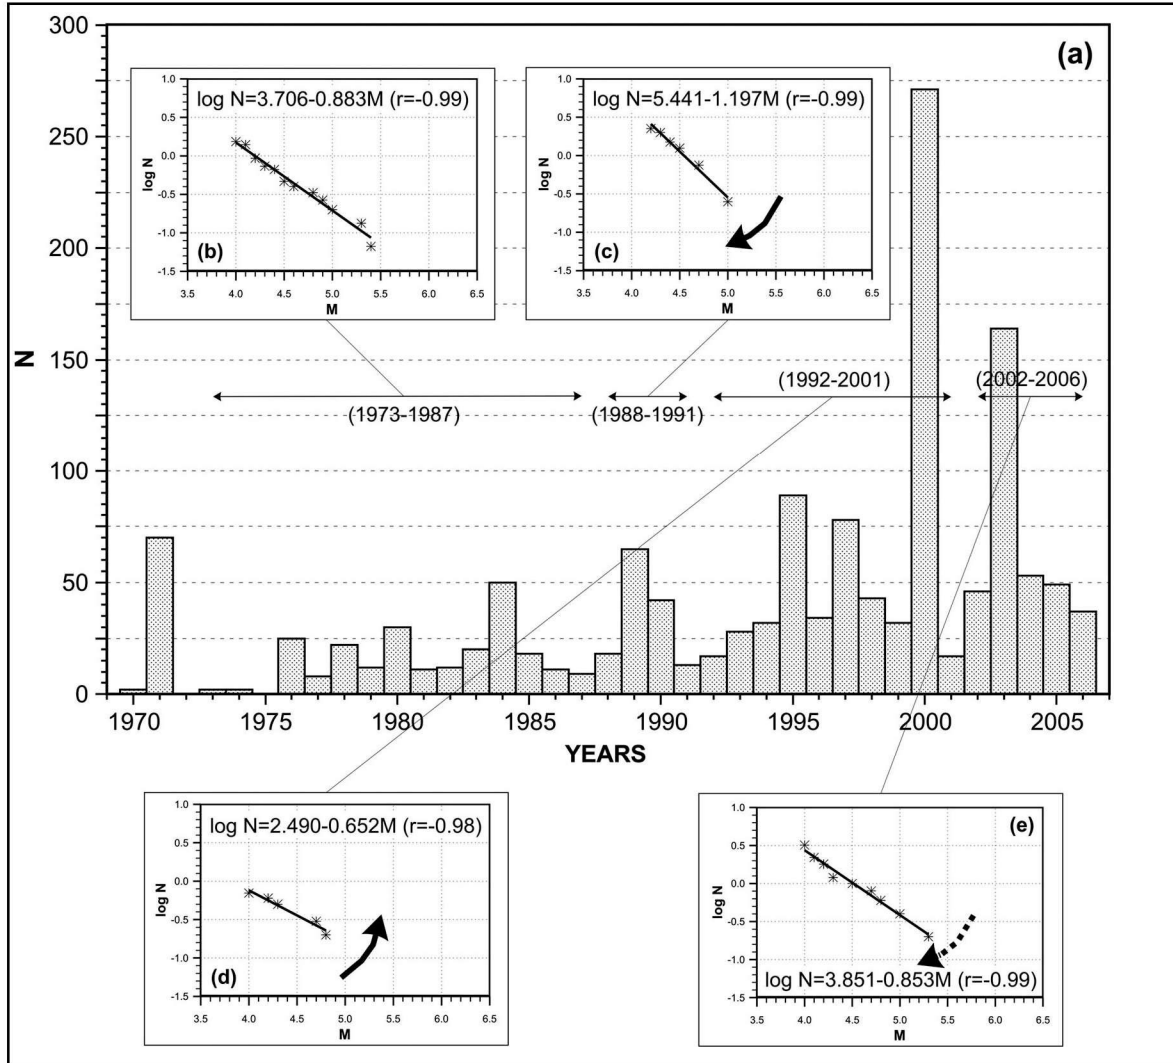 (a)
300
250
200
150
100
50
0
N
1970 1975 1980 1985 1990 1995 2000 2005
YEARS
(1973-1987)
(1988-1991)
(1992-2001)
(2002-2006)
log N=3.706-0.883M (r=-0.99)
1.0
0.5
0.0
-0.5
-1.0
-1.5
log N
(b)
3.5 4.0 4.5 5.0 5.5 6.0 6.5
M
log N=5.441-1.197M (r=-0.99)
1.0
0.5
0.0
-0.5
-1.0
-1.5
log N
(c)
3.5 4.0 4.5 5.0 5.5 6.0 6.5
M
log N=2.490-0.652M (r=-0.98)
1.0
0.5
0.0
-0.5
-1.0
-1.5
log N
(d)
3.5 4.0 4.5 5.0 5.5 6.0 6.5
M
(e)
1.0
0.5
0.0
-0.5
-1.0
-1.5
log N
log N=3.851-0.853M (r=-0.99)
3.5 4.0 4.5 5.0 5.5 6.0 6.5
M